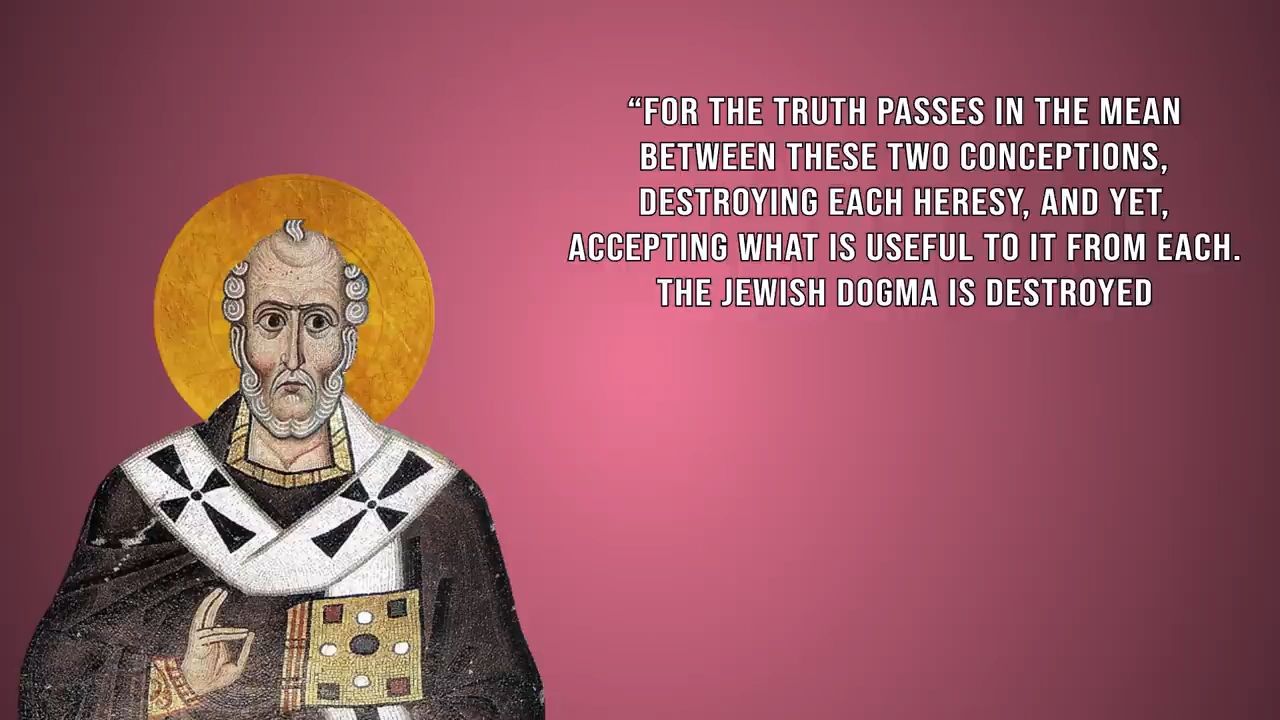 “FOR THE TRUTH PASSES IN THE MEAN
BETWEEN THESE TWO CONCEPTIONS,
DESTROYING EACH HERESY, AND YET,
ACCEPTING WHAT IS USEFUL TO IT FROM EACH.
THE JEWISH DOGMA IS DESTROYED